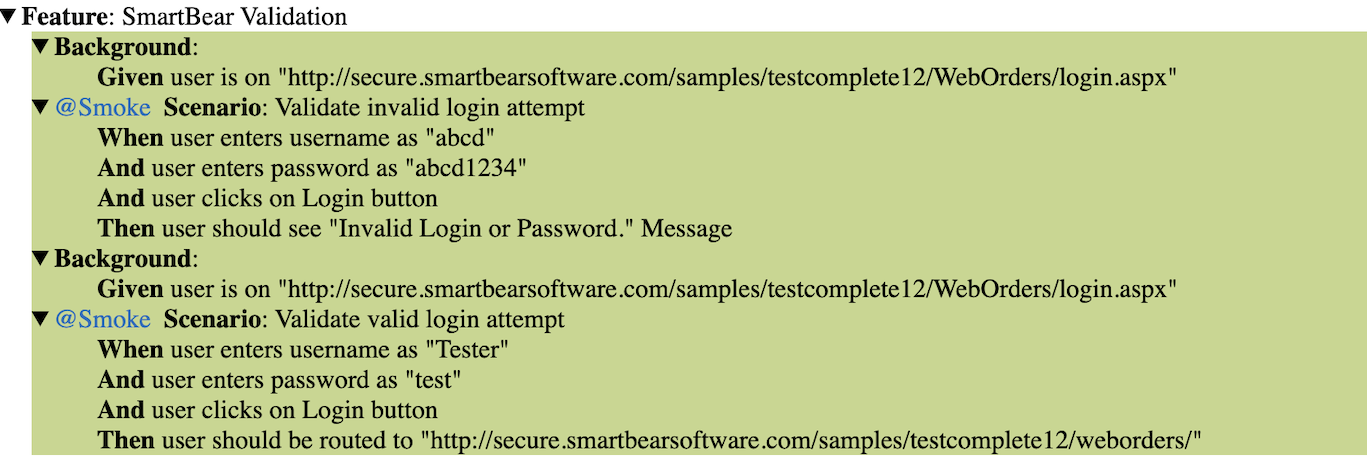 Feature: SmartBear Validation
Background:
Given user is on "http://secure.smartbearsoftware.com/samples/testcomplete12/WebOrders/login.aspx"
@Smoke Scenario: Validate invalid login attempt
When user enters username as "abcd"
And user enters password as "abcd1234"
And user clicks on Login button
Then user should see "Invalid Login or Password." Message
Background:
Given user is on "http://secure.smartbearsoftware.com/samples/testcomplete12/WebOrders/login.aspx"
@Smoke Scenario: Validate valid login attempt
When user enters username as "Tester"
And user enters password as "test"
And user clicks on Login button
Then user should be routed to "http://secure.smartbearsoftware.com/samples/testcomplete12/weborders/"